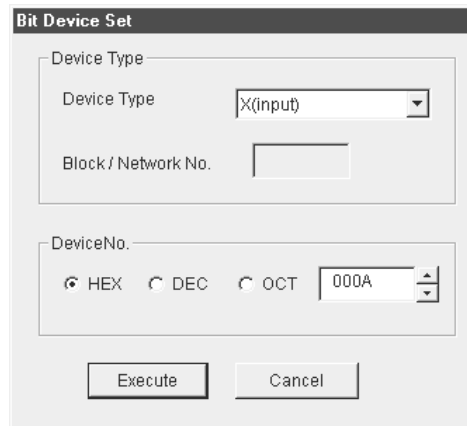 Bit Device Set
Device Type
Device Type X(input)
Block / Network No.
DeviceNo.
HEX DEC OCT 000A
Execute Cancel